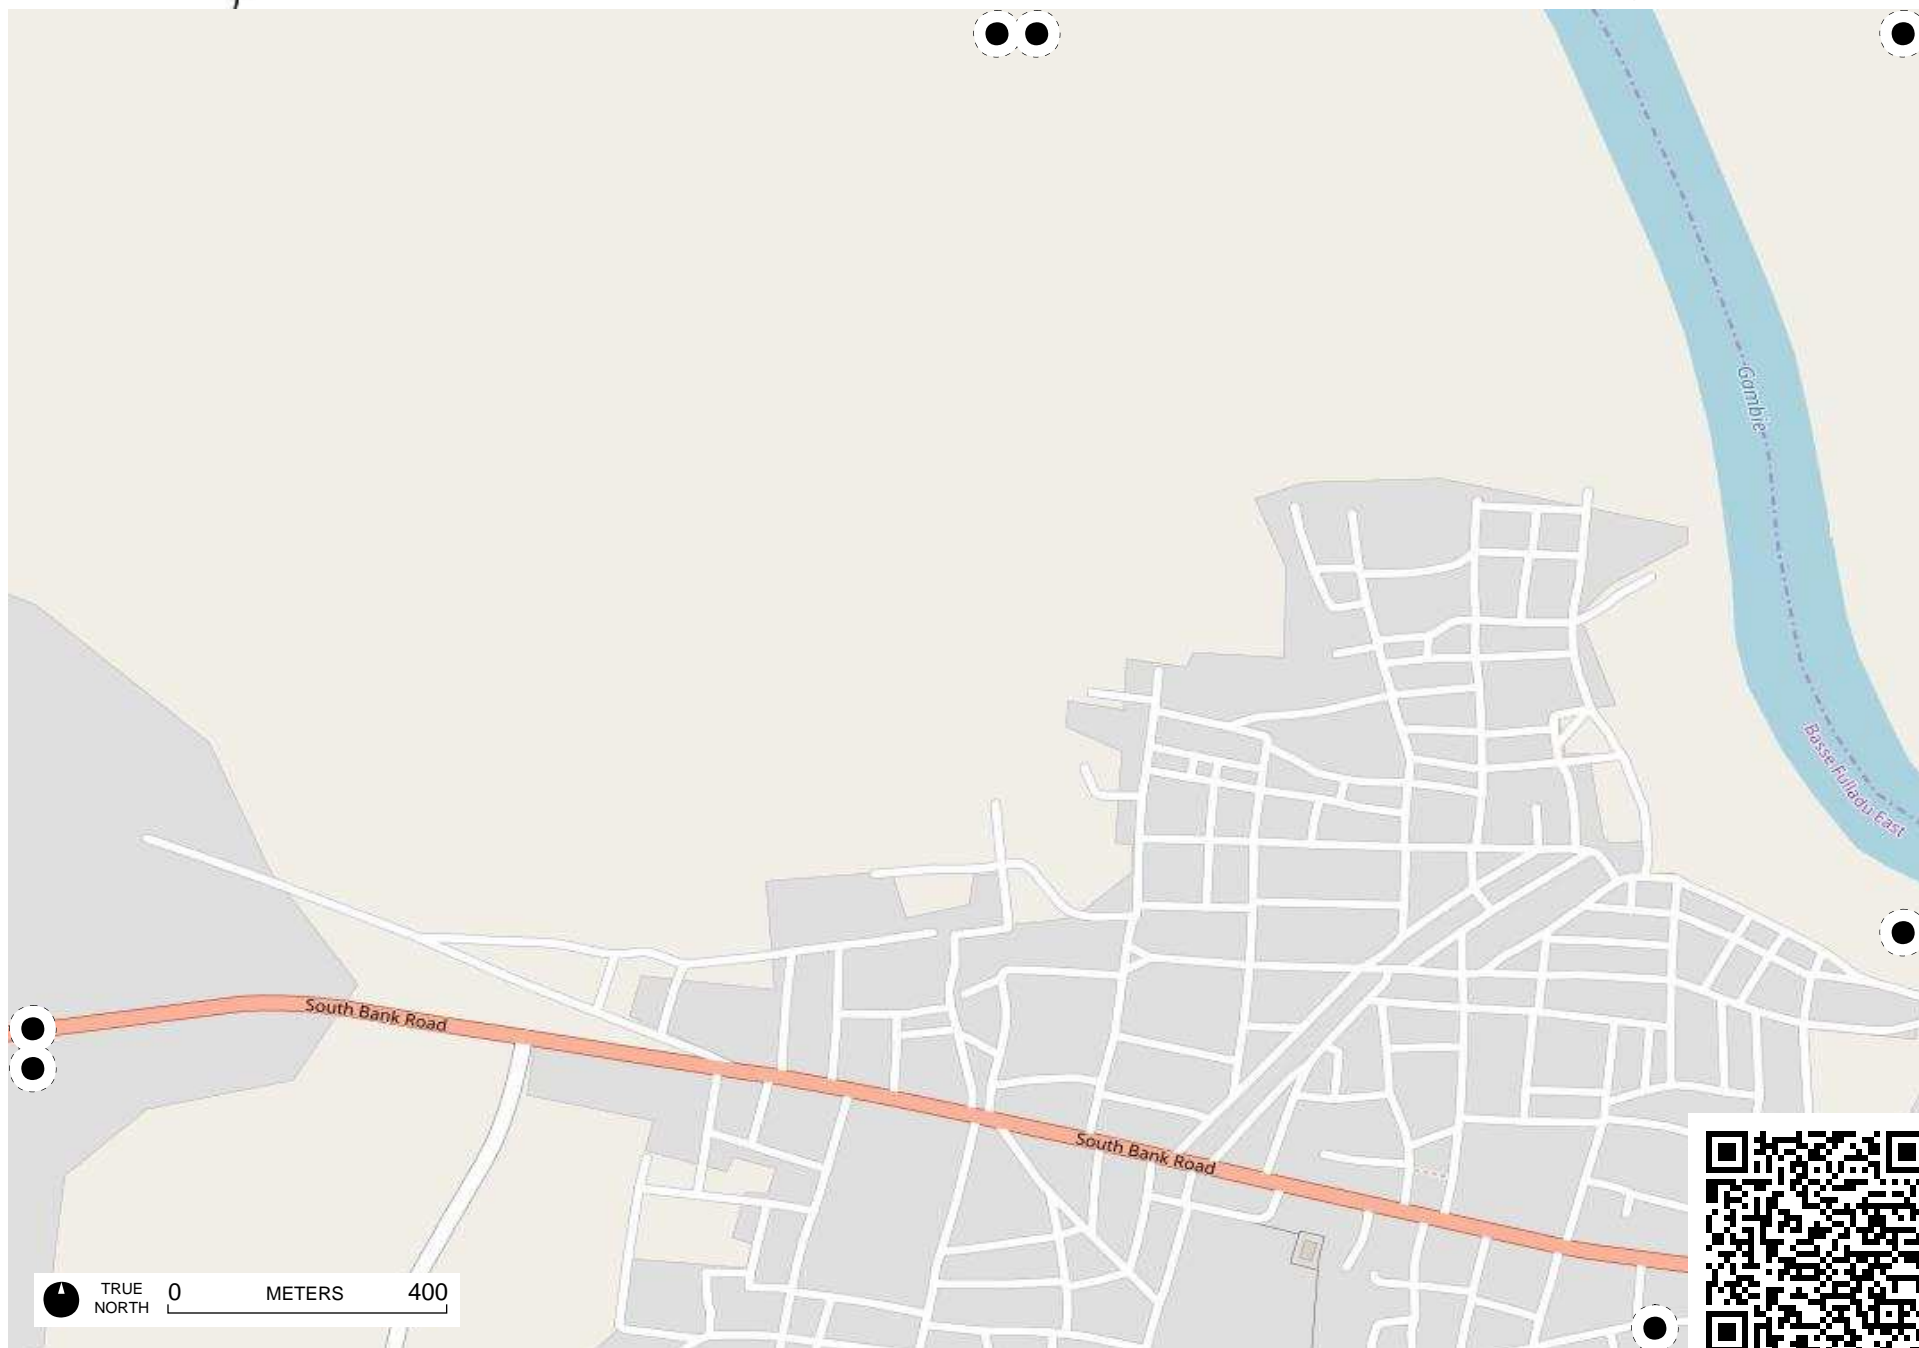 Gambie
Basse Fulladu East
South Bank Road
South Bank Road
TRUE
NORTH
0 METERS 400